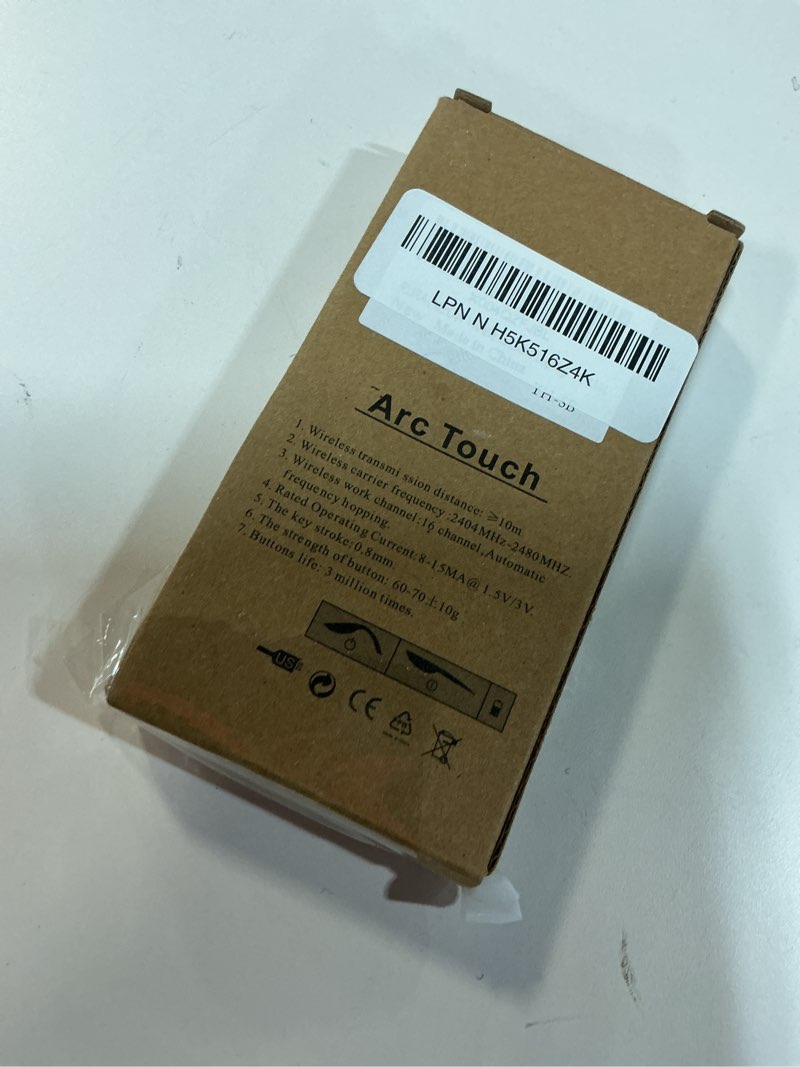 LPN N H5K516Z4K
Made in China
Arc Touch
1. Wireless transmi ssion distance: ≥10m
2. Wireless carrier frequency :2404MHz-2480MHZ.
3. Wireless work channel:16 channel,Automatic
frequency hopping.
4. Rated Operating Current:8-15MA@ 1.5V/3V.
5. The key stroke:0.8mm
6. The strength of button: 60-70±10g
7. Buttons life: 3 million times.
USB
CE